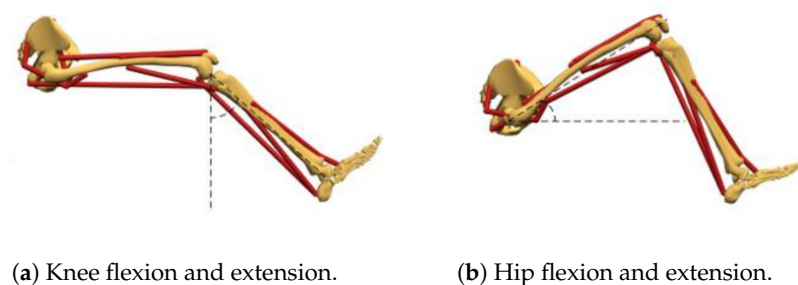 (a) Knee flexion and extension.
(b) Hip flexion and extension.